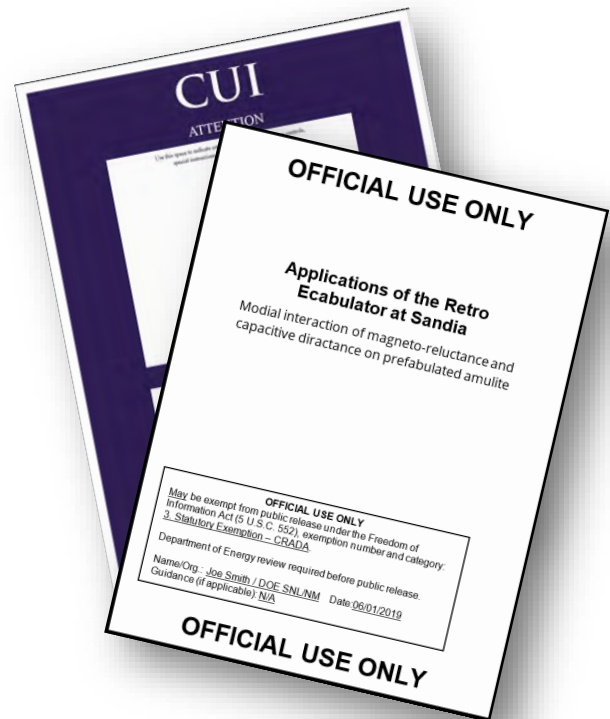 CUI
ATTENTION
OFFICIAL USE ONLY
Applications of the Retro
Ecabulator at Sandia
Modial interaction of magneto-reluctance and
capacitive diractance on prefabulated amulite
OFFICIAL USE ONLY
May be exempt from public release under the Freedom of
Information Act (5 U.S.C. 552), exemption number and category:
3. Statutory Exemption – CRADA.
Department of Energy review required before public release.
Name/Org.: Joe Smith / DOE SNL/NM Date:06/01/2019
Guidance (if applicable): N/A
OFFICIAL USE ONLY